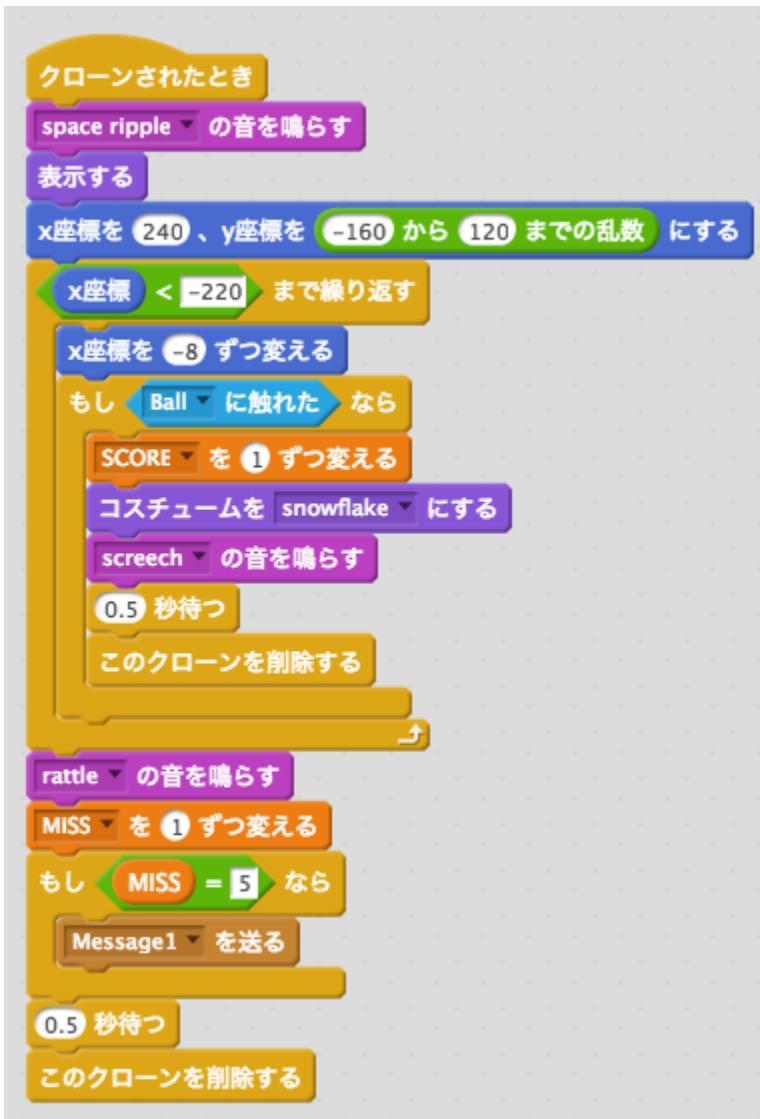 クローンされたとき
space ripple の音を鳴らす
表示する
x座標を 240 、y座標を -160 から 120 までの乱数 にする
x座標 < -220 まで繰り返す
x座標を -8 ずつ変える
もし Ball に触れた なら
SCORE を 1 ずつ変える
コスチュームを snowflake にする
screech の音を鳴らす
0.5 秒待つ
このクローンを削除する
rattle の音を鳴らす
MISS を 1 ずつ変える
もし MISS = 5 なら
Message1 を送る
0.5 秒待つ
このクローンを削除する